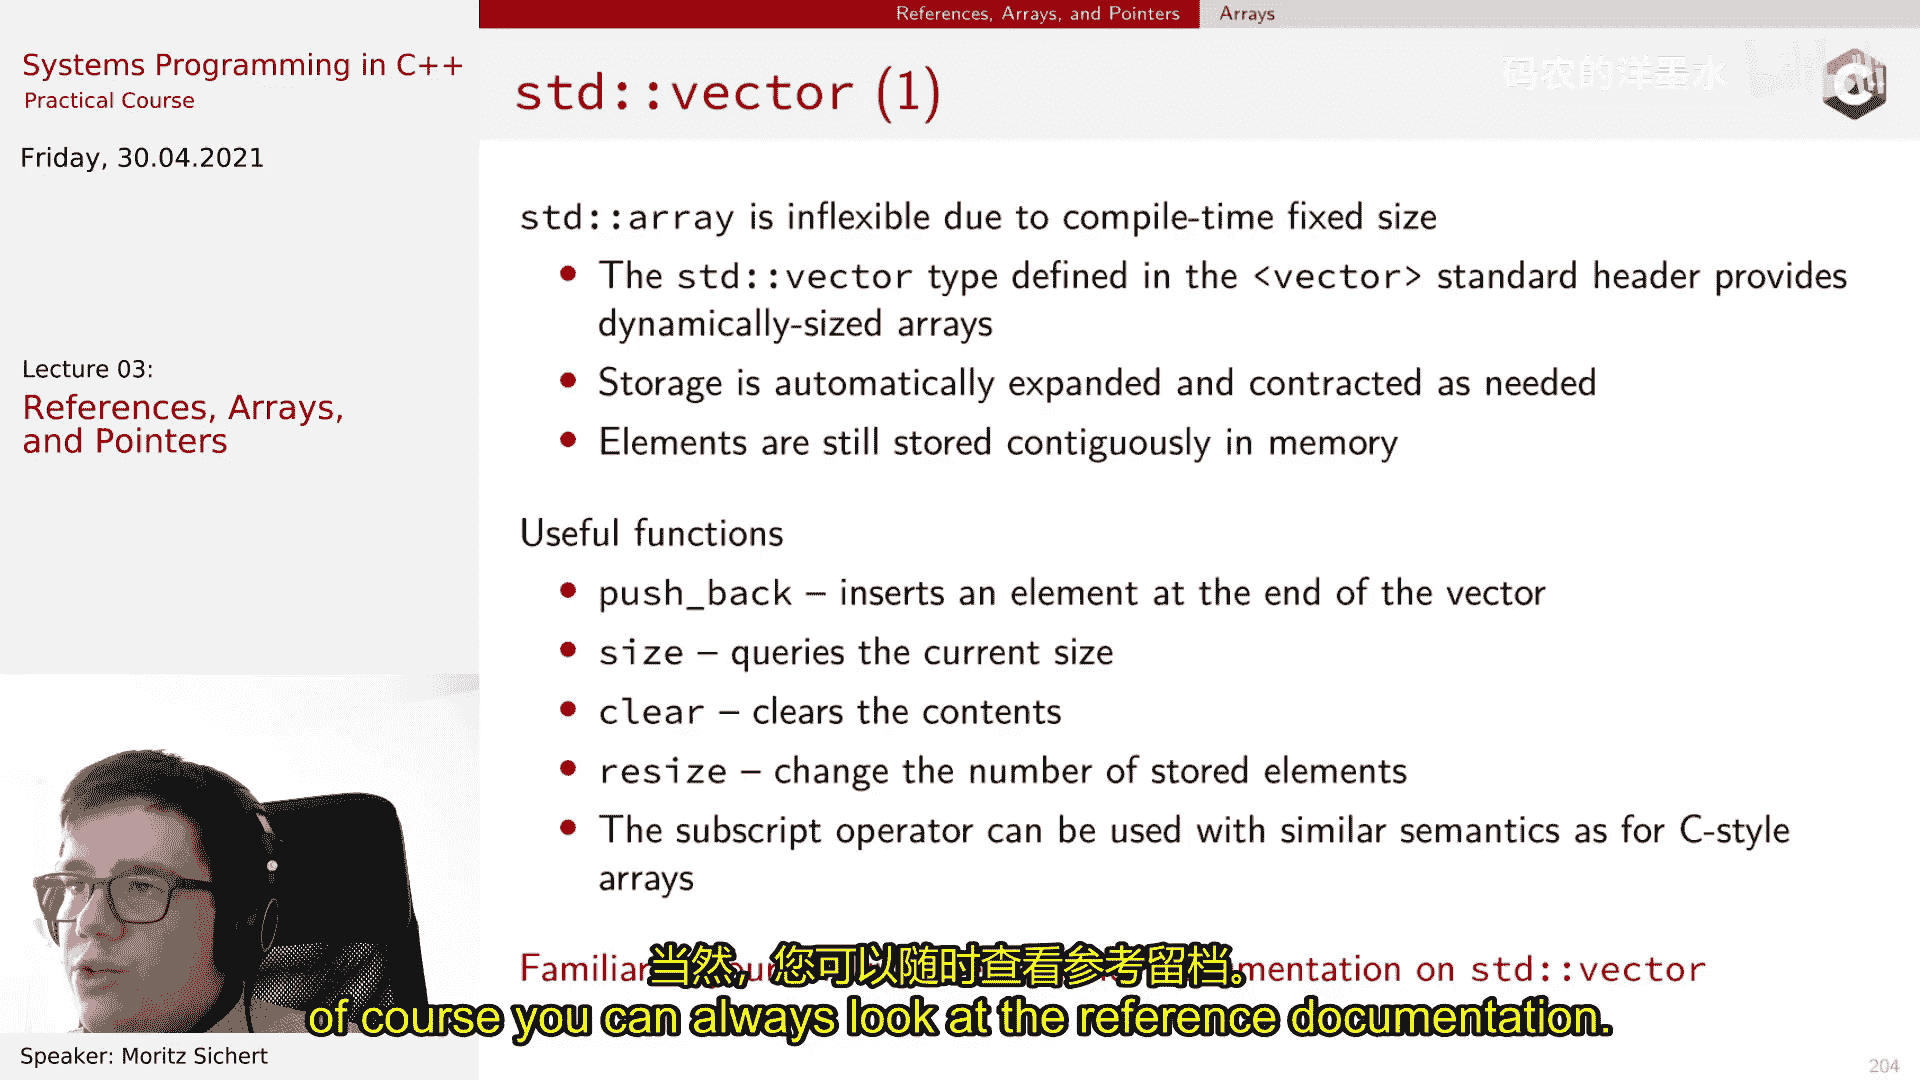 References, Arrays, and Pointers
Arrays
Systems Programming in C++
Practical Course
Friday, 30.04.2021
Lecture 03:
References, Arrays,
and Pointers
std::vector (1)
码农的洋墨水
std::array is inflexible due to compile-time fixed size
The std::vector type defined in the <vector> standard header provides
dynamically-sized arrays
Storage is automatically expanded and contracted as needed
Elements are still stored contiguously in memory
Useful functions
push_back – inserts an element at the end of the vector
size – queries the current size
clear – clears the contents
resize – change the number of stored elements
The subscript operator can be used with similar semantics as for C-style
arrays
Familiar mentation on std::vector
当然，您可以随时查看参考留档。
of course you can always look at the reference documentation.
Speaker: Moritz Sichert
204